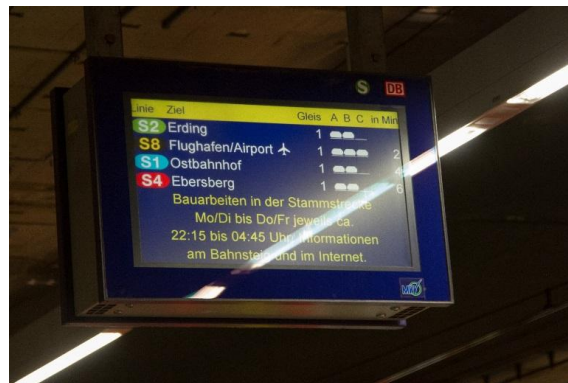 S DB
Linie Ziel Gleis A B C in Min
S2 Erding 1
S8 Flughafen/Airport 1 2
S1 Ostbahnhof 1 4
S4 Ebersberg 1 6
Bauarbeiten in der Stammstrecke
Mo/Di bis Do/Fr jeweils ca.
22:15 bis 04:45 Uhr. Informationen
am Bahnsteig und im Internet.
MVV